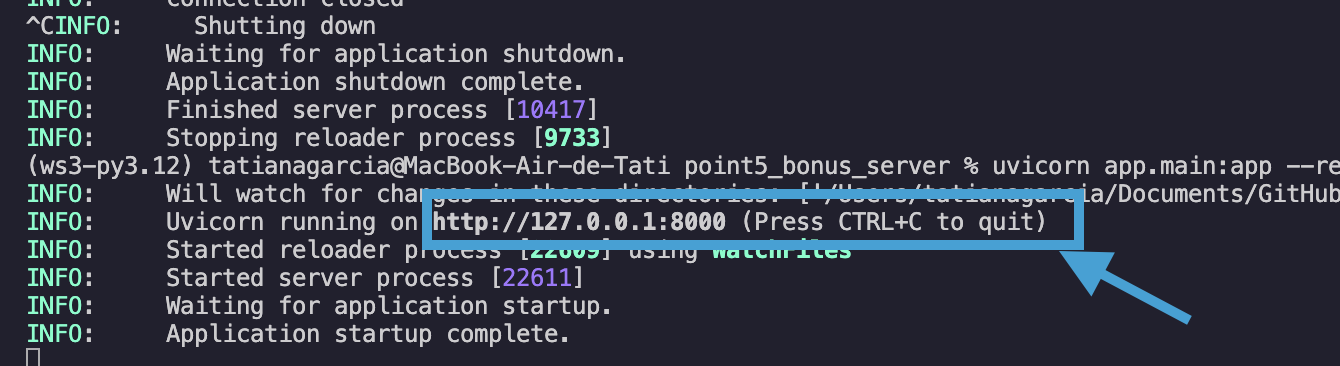 INFO: connection closed
^CINFO: Shutting down
INFO: Waiting for application shutdown.
INFO: Application shutdown complete.
INFO: Finished server process [10417]
INFO: Stopping reloader process [9733]
(ws3-py3.12) tatianagarcia@MacBook-Air-de-Tati point5_bonus_server % uvicorn app.main:app --re
INFO: Will watch for changes in these directories: ['/Users/tatianagarcia/Documents/GitHub
INFO: Uvicorn running on http://127.0.0.1:8000 (Press CTRL+C to quit)
INFO: Started reloader process [22609] using WatchFiles
INFO: Started server process [22611]
INFO: Waiting for application startup.
INFO: Application startup complete.